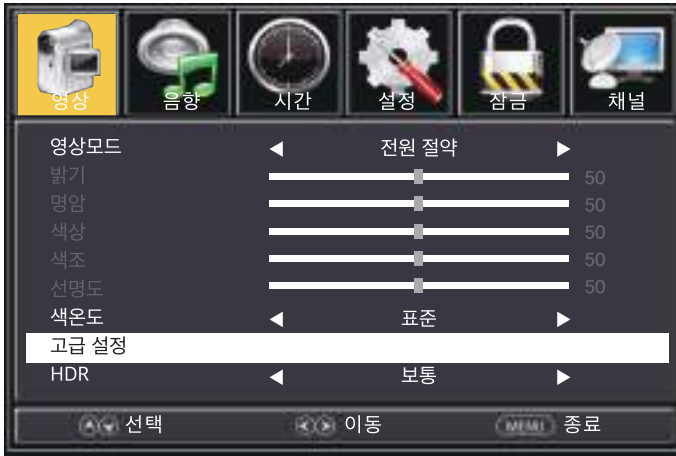 영상 음향 시간 설정 잠금 채널
영상모드 전원 절약
밝기 50
명암 50
색상 50
색조 50
선명도 50
색온도 표준
고급 설정
HDR 보통
선택 이동 MENU 종료